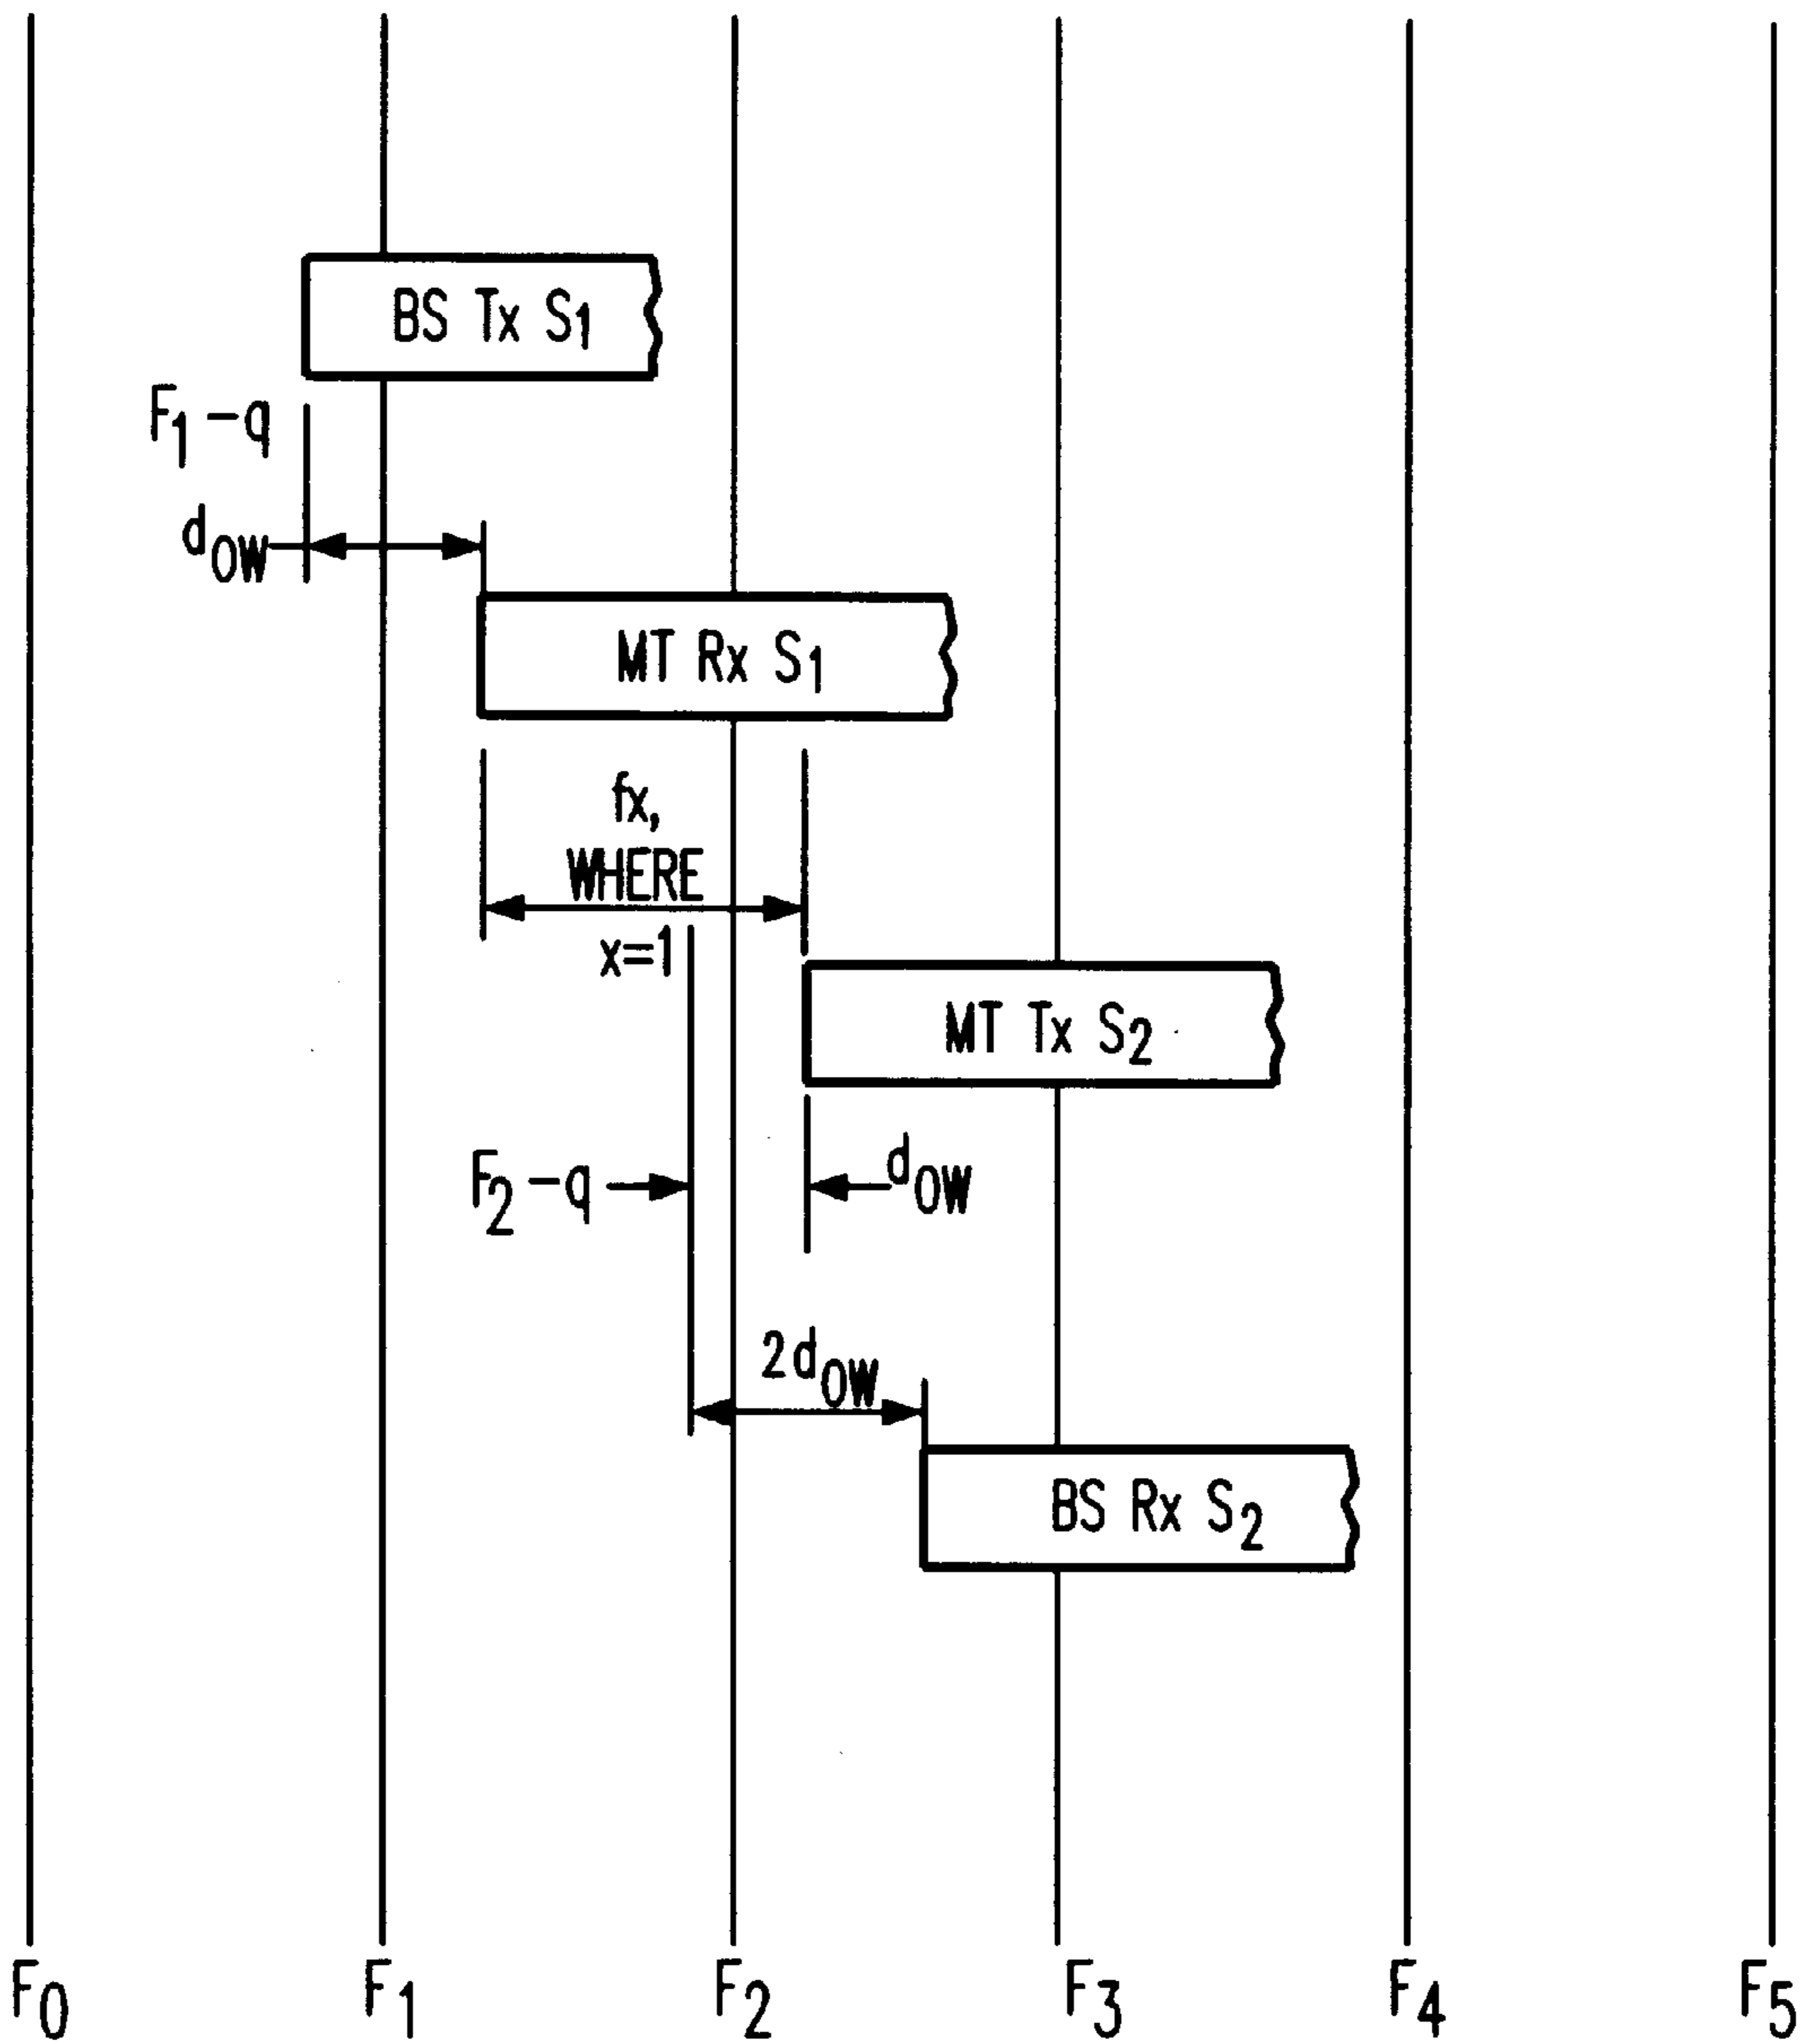 BS Tx S1
F1-q
dOW
MT Rx S1
fx,
WHERE
x=1
MT Tx S2
F2-q
dOW
2dOW
BS Rx S2
F0 F1 F2 F3 F4 F5